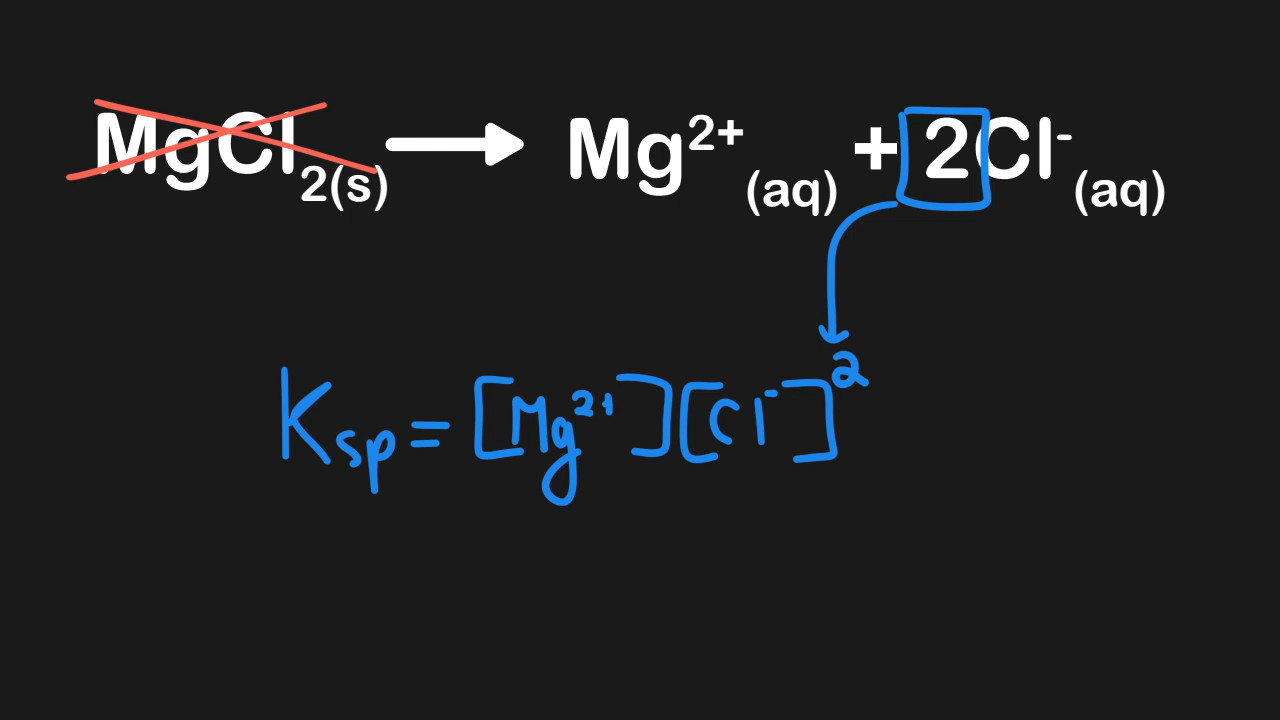 MgCl₂(s) → Mg²⁺(aq) + 2Cl⁻(aq)
Ksp = [Mg²⁺][Cl⁻]²